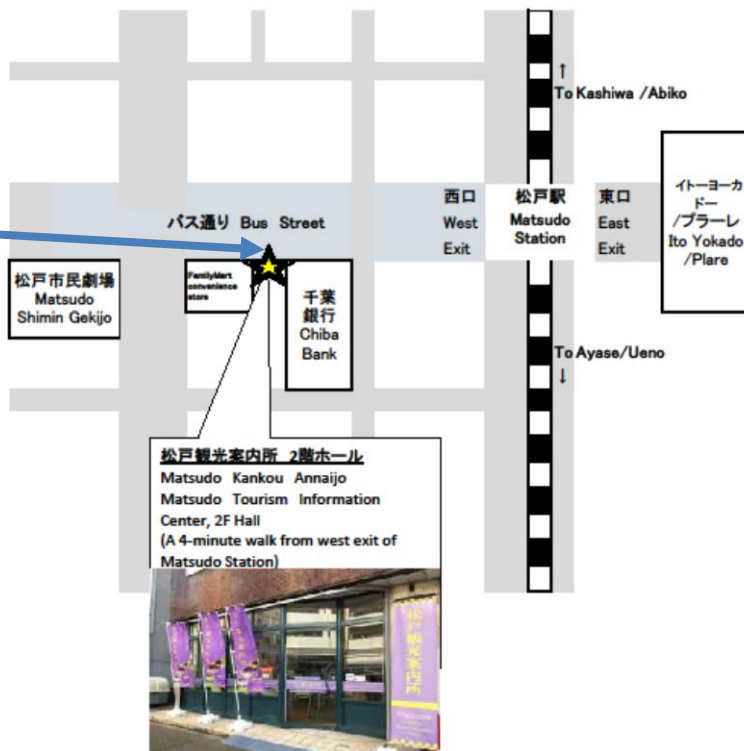 ↑
To Kashiwa /Abiko
バス通り Bus Street
西口
West
Exit
松戸駅
Matsudo
Station
東口
East
Exit
イトーヨーカ
ドー
/プラーレ
Ito Yokado
/Plare
松戸市民劇場
Matsudo
Shimin Gekijo
FamilyMart
convenience
store
千葉
銀行
Chiba
Bank
To Ayase/Ueno
↓
松戸観光案内所 2階ホール
Matsudo Kankou Annaijo
Matsudo Tourism Information
Center, 2F Hall
(A 4-minute walk from west exit of
Matsudo Station)
松戸観光案内所